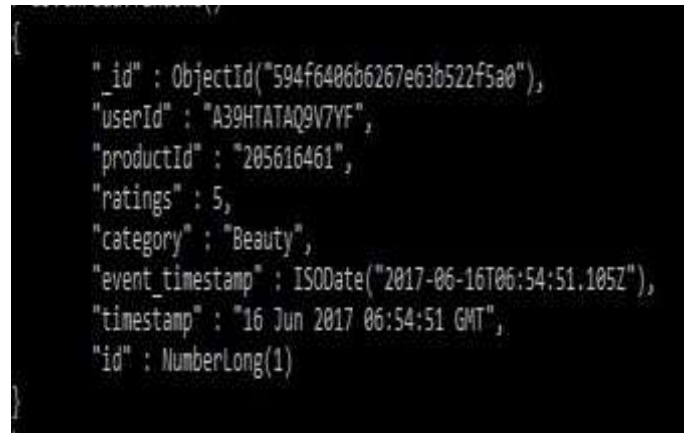 {
"_id" : ObjectId("594f6406b6267e63b522f5a0"),
"userId" : "A39HTATAQ9V7YF",
"productId" : "205616461",
"ratings" : 5,
"category" : "Beauty",
"event_timestamp" : ISODate("2017-06-16T06:54:51.105Z"),
"timestamp" : "16 Jun 2017 06:54:51 GMT",
"id" : NumberLong(1)
}